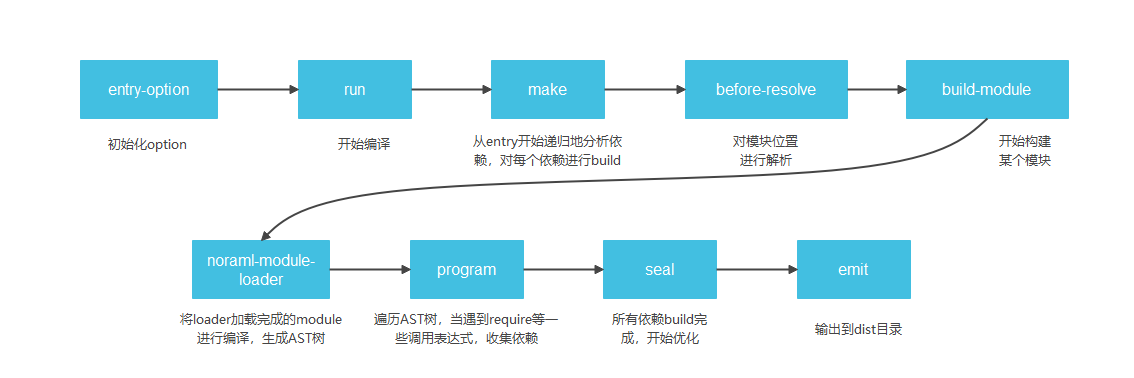 entry-option
run
make
before-resolve
build-module
初始化option
开始编译
从entry开始递归地分析依
赖，对每个依赖进行build
对模块位置
进行解析
开始构建
某个模块
noraml-module-
loader
program
seal
emit
将loader加载完成的module
进行编译，生成AST树
遍历AST树，当遇到require等一
些调用表达式，收集依赖
所有依赖build完
成，开始优化
输出到dist目录